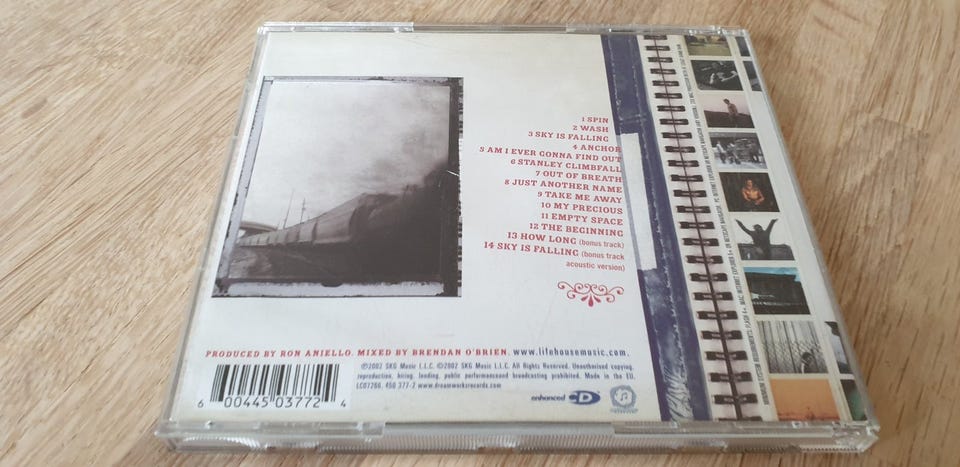 1 SPIN
2 WASH
3 SKY IS FALLING
4 ANCHOR
5 AM I EVER GONNA FIND OUT
6 STANLEY CLIMBFALL
7 OUT OF BREATH
8 JUST ANOTHER NAME
9 TAKE ME AWAY
10 MY PRECIOUS
11 EMPTY SPACE
12 THE BEGINNING
13 HOW LONG (bonus track)
14 SKY IS FALLING (bonus track
acoustic version)
PRODUCED BY RON ANIELLO. MIXED BY BRENDAN O'BRIEN. www.lifehousemusic.com.
℗2002 SKG Music L.L.C. ©2002 SKG Music L.L.C. All Rights Reserved. Unauthorised copying,
reproduction, hiring, lending, public performance and broadcasting prohibited. Made in the EU.
LC07266. 450 377-2 www.dreamworksrecords.com
6 00445 03772 4
enhanced CD